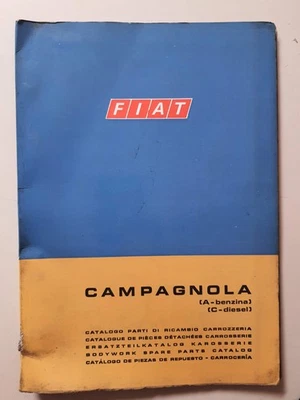 FIAT
CAMPAGNOLA
(A-benzina)
(C-diesel)
CATALOGO PARTI DI RICAMBIO CARROZZERIA
CATALOGUE DE PIÈCES DÉTACHÉES CARROSSERIE
ERSATZTEILKATALOG KAROSSERIE
BODYWORK SPARE PARTS CATALOG
CATÁLOGO DE PIEZAS DE REPUESTO - CARROCERÍA